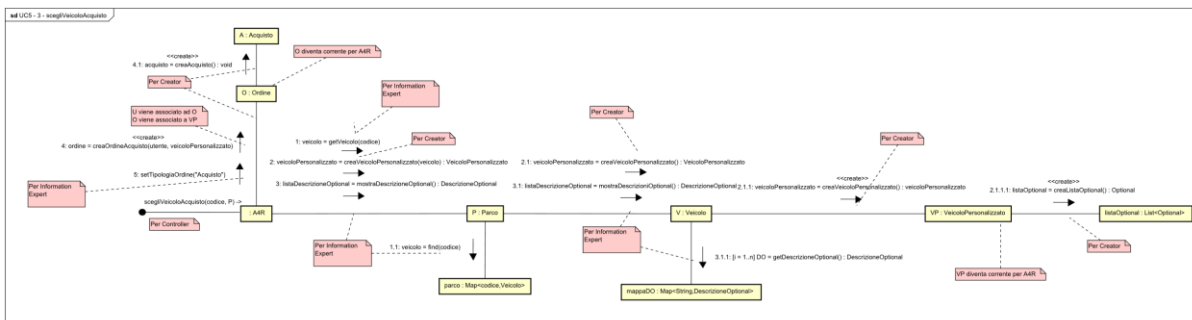 sd UC5 - 3 - scegliVeicoloAcquisto
A : Acquisto
<<create>>
4.1: acquisto = creaAcquisto() : void
O diventa corrente per A4R
Per Creator
O : Ordine
Per Information
Expert
U viene associato ad O
O viene associato a VP
Per Creator
<<create>>
1: veicolo = getVeicolo(codice)
Per Creator
4: ordine = creaOrdineAcquisto(utente, veicoloPersonalizzato)
2: veicoloPersonalizzato = creaVeicoloPersonalizzato(veicolo) : VeicoloPersonalizzato
2.1: veicoloPersonalizzato = creaVeicoloPersonalizzato() : VeicoloPersonalizzato
Per Creator
5: setTipologiaOrdine("Acquisto")
3: listaDescrizioneOptional = mostraDescrizioneOptional() : DescrizioneOptional
3.1: listaDescrizioneOptional = mostraDescrizioniOptional() : DescrizioneOptional
<<create>>
2.1.1: veicoloPersonalizzato = creaVeicoloPersonalizzato() : veicoloPersonalizzato
<<create>>
2.1.1.1: listaOptional = creaListaOptional() : Optional
Per Information
Expert
scegliVeicoloAcquisto(codice, P) ->
: A4R
P : Parco
V : Veicolo
VP : VeicoloPersonalizzato
listaOptional : List<Optional>
Per Controller
Per Information
Expert
1.1: veicolo = find(codice)
Per Information
Expert
3.1.1: [i = 1..n] DO = getDescrizioneOptional() : DescrizioneOptional
Per Creator
VP diventa corrente per A4R
parco : Map<codice,Veicolo>
mappaDO : Map<String,DescrizioneOptional>